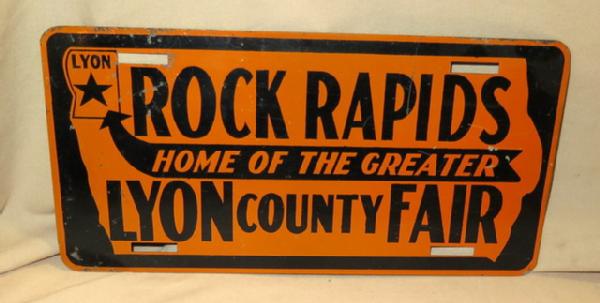 LYON
ROCK RAPIDS
HOME OF THE GREATER
LYON COUNTY FAIR